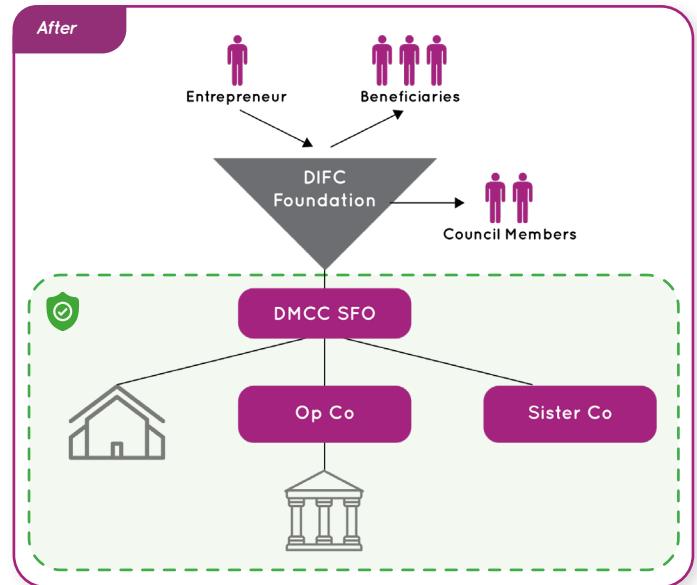 After
Entrepreneur
Beneficiaries
DIFC
Foundation
Council Members
DMCC SFO
Op Co
Sister Co